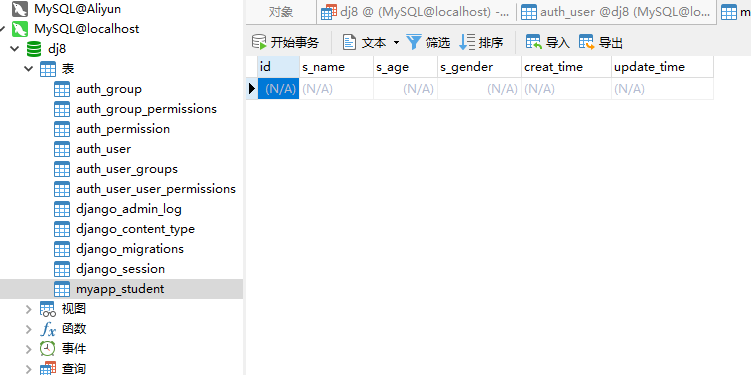 MySQL@Aliyun
MySQL@localhost
dj8
表
auth_group
auth_group_permissions
auth_permission
auth_user
auth_user_groups
auth_user_user_permissions
django_admin_log
django_content_type
django_migrations
django_session
myapp_student
视图
函数
事件
查询
对象 dj8 @ (MySQL@localhost) -... auth_user @dj8 (MySQL@lo... m
开始事务 文本 筛选 排序 导入 导出
id s_name s_age s_gender creat_time update_time
(N/A) (N/A) (N/A) (N/A) (N/A) (N/A)